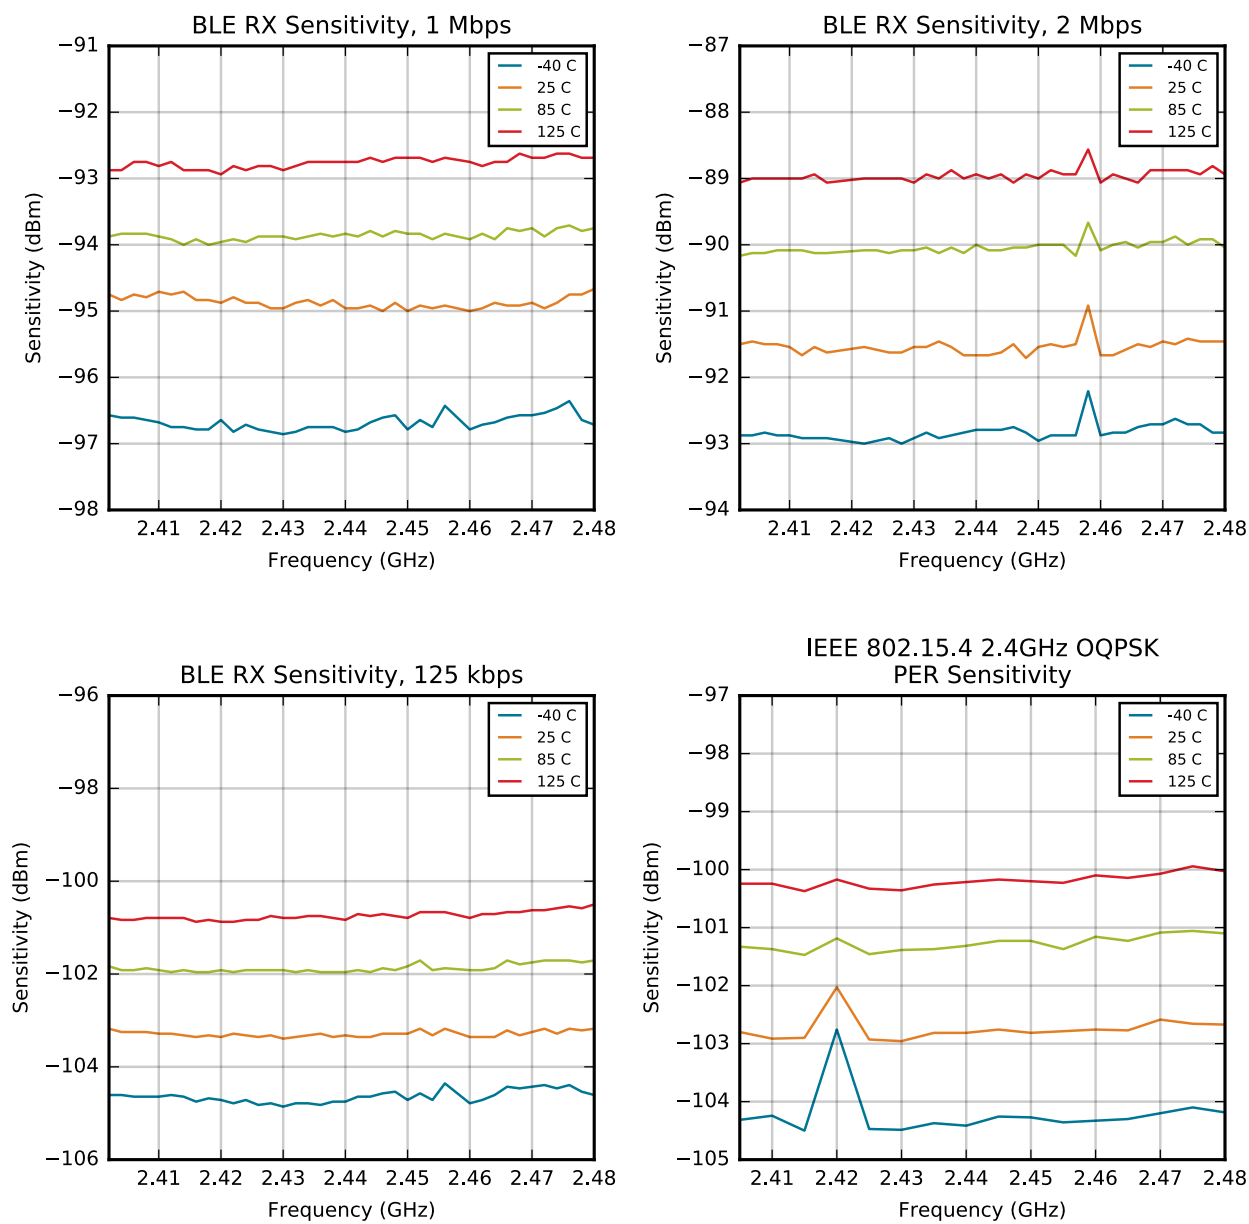 BLE RX Sensitivity, 1 Mbps
−91
−92
−93
−94
−95
−96
−97
−98
Sensitivity (dBm)
-40 C
25 C
85 C
125 C
2.41 2.42 2.43 2.44 2.45 2.46 2.47 2.48
Frequency (GHz)
BLE RX Sensitivity, 2 Mbps
−87
−88
−89
−90
−91
−92
−93
−94
Sensitivity (dBm)
-40 C
25 C
85 C
125 C
2.41 2.42 2.43 2.44 2.45 2.46 2.47 2.48
Frequency (GHz)
BLE RX Sensitivity, 125 kbps
−96
−98
−100
−102
−104
−106
Sensitivity (dBm)
-40 C
25 C
85 C
125 C
2.41 2.42 2.43 2.44 2.45 2.46 2.47 2.48
Frequency (GHz)
IEEE 802.15.4 2.4GHz OQPSK
PER Sensitivity
−97
−98
−99
−100
−101
−102
−103
−104
−105
Sensitivity (dBm)
-40 C
25 C
85 C
125 C
2.41 2.42 2.43 2.44 2.45 2.46 2.47 2.48
Frequency (GHz)